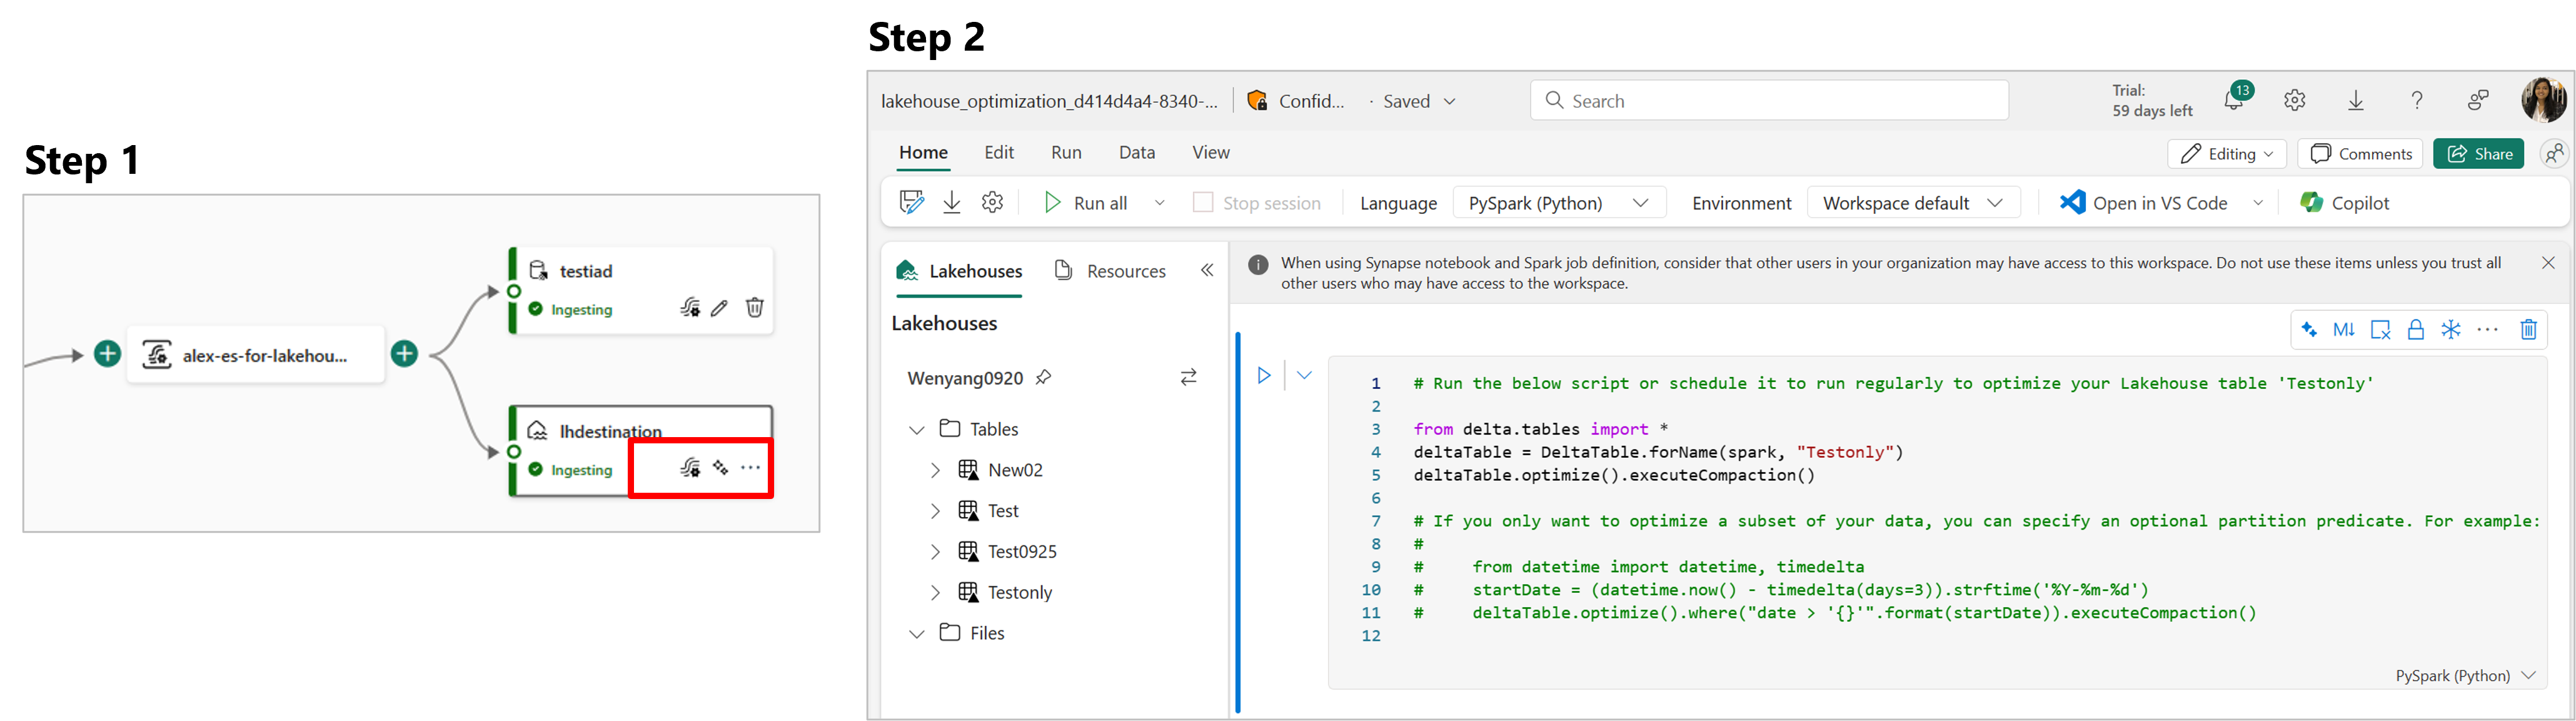 Step 1
testiad
Ingesting
alex-es-for-lakehou...
lhdestination
Ingesting
Step 2
lakehouse_optimization_d414d4a4-8340-...
Confid...
· Saved
Search
Trial:
59 days left
13
Home Edit Run Data View
Editing
Comments
Share
Run all
Stop session
Language
PySpark (Python)
Environment
Workspace default
Open in VS Code
Copilot
Lakehouses
Resources
Lakehouses
Wenyang0920
Tables
New02
Test
Test0925
Testonly
Files
When using Synapse notebook and Spark job definition, consider that other users in your organization may have access to this workspace. Do not use these items unless you trust all
other users who may have access to the workspace.
M↓
1 # Run the below script or schedule it to run regularly to optimize your Lakehouse table 'Testonly'
2
3 from delta.tables import *
4 deltaTable = DeltaTable.forName(spark, "Testonly")
5 deltaTable.optimize().executeCompaction()
6
7 # If you only want to optimize a subset of your data, you can specify an optional partition predicate. For example:
8 #
9 #     from datetime import datetime, timedelta
10 #     startDate = (datetime.now() - timedelta(days=3)).strftime('%Y-%m-%d')
11 #     deltaTable.optimize().where("date > '{}'".format(startDate)).executeCompaction()
12
PySpark (Python)